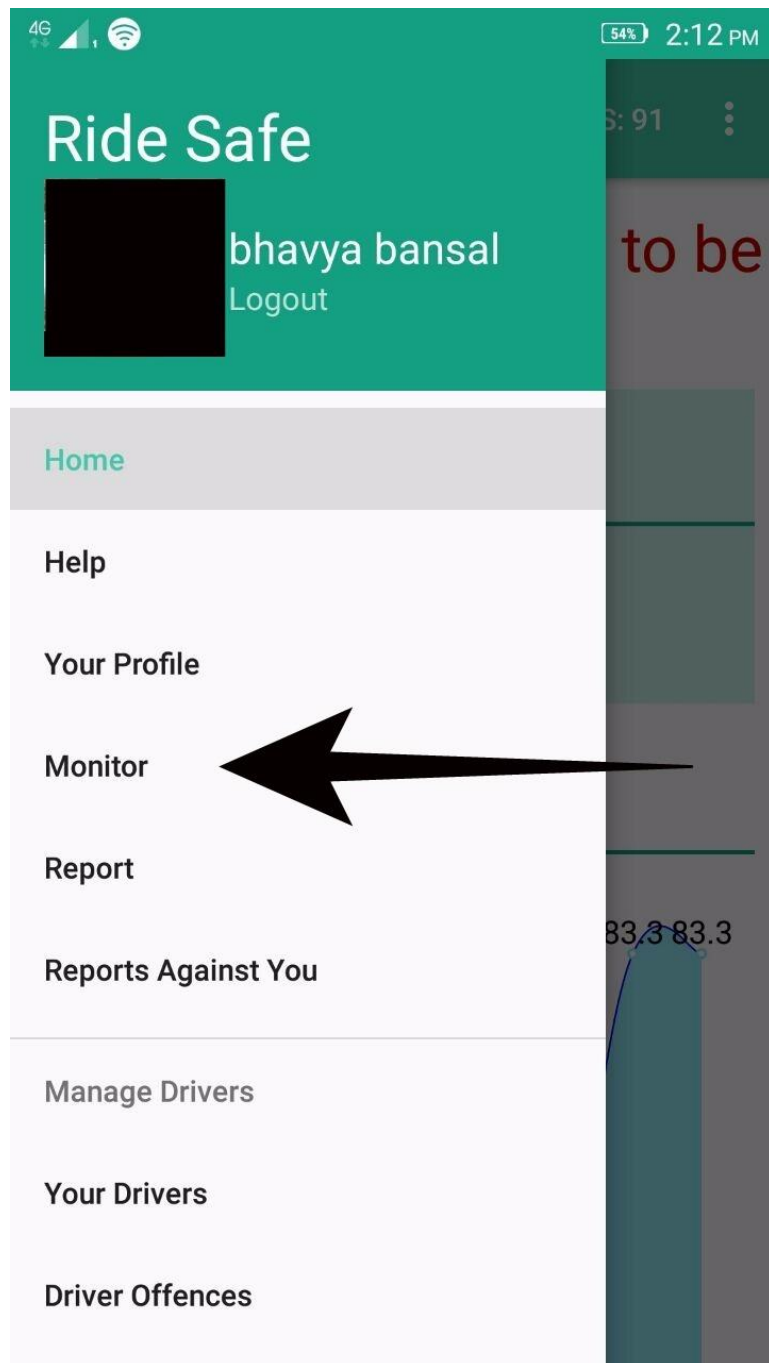 4G 1 54% 2:12 PM
Ride Safe
S: 91
bhavya bansal
to be
Logout
Home
Help
Your Profile
Monitor
Report
83.3 83.3
Reports Against You
Manage Drivers
Your Drivers
Driver Offences